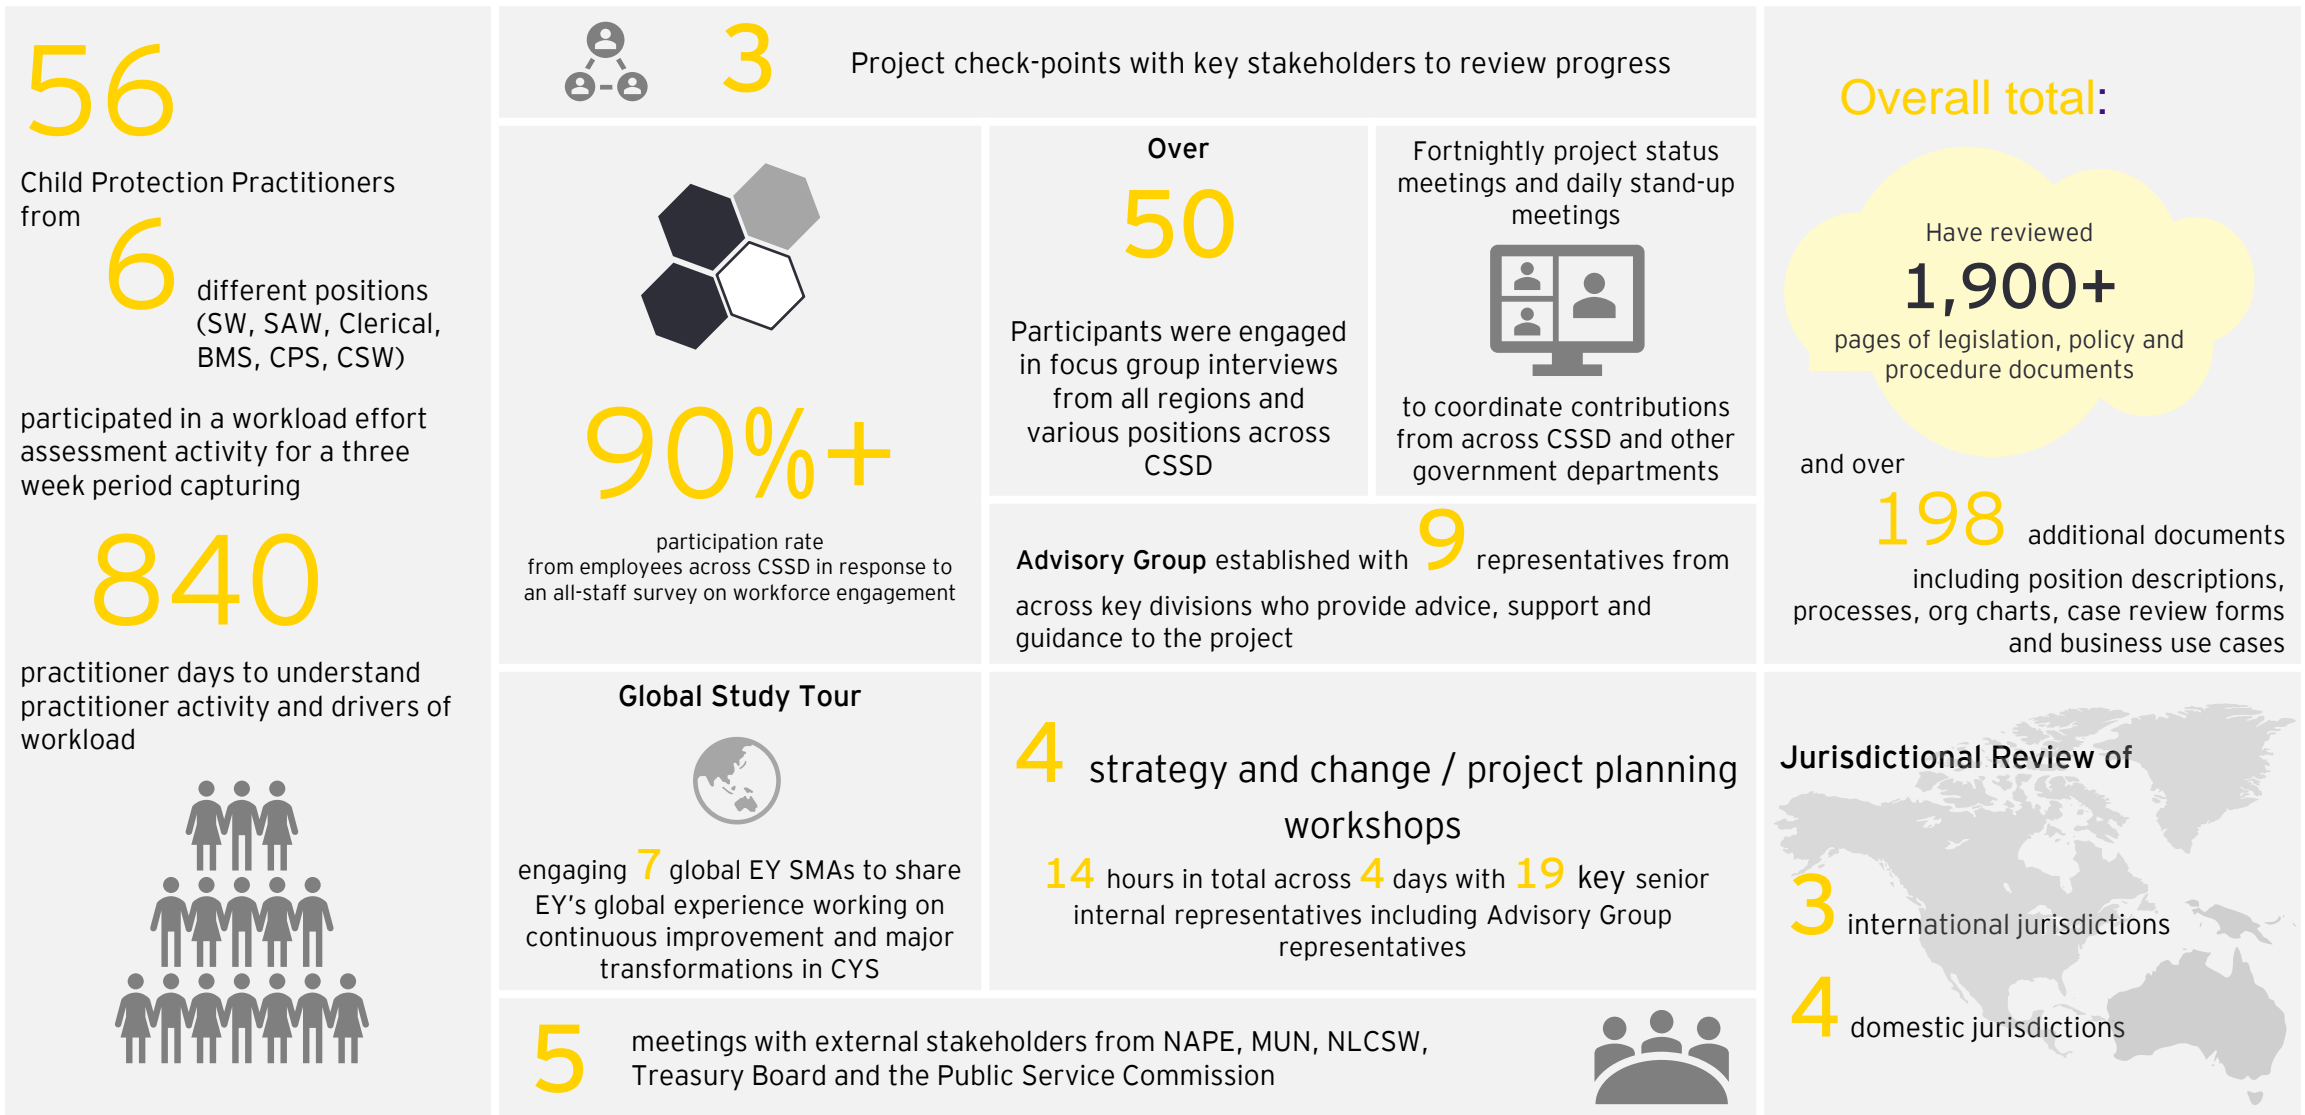 56
Child Protection Practitioners
from
6
different positions
(SW, SAW, Clerical,
BMS, CPS, CSW)
participated in a workload effort
assessment activity for a three
week period capturing
840
practitioner days to understand
practitioner activity and drivers of
workload
3 Project check-points with key stakeholders to review progress
90%+
participation rate
from employees across CSSD in response to
an all-staff survey on workforce engagement
Over
50
Participants were engaged
in focus group interviews
from all regions and
various positions across
CSSD
Fortnightly project status
meetings and daily stand-up
meetings
to coordinate contributions
from across CSSD and other
government departments
Advisory Group established with 9 representatives from
across key divisions who provide advice, support and
guidance to the project
Global Study Tour
engaging 7 global EY SMAs to share
EY's global experience working on
continuous improvement and major
transformations in CYS
4 strategy and change / project planning
workshops
14 hours in total across 4 days with 19 key senior
internal representatives including Advisory Group
representatives
5
meetings with external stakeholders from NAPE, MUN, NLCSW,
Treasury Board and the Public Service Commission
Overall total:
Have reviewed
1,900+
pages of legislation, policy and
procedure documents
and over
198 additional documents
including position descriptions,
processes, org charts, case review forms
and business use cases
Jurisdictional Review of
3 international jurisdictions
4 domestic jurisdictions